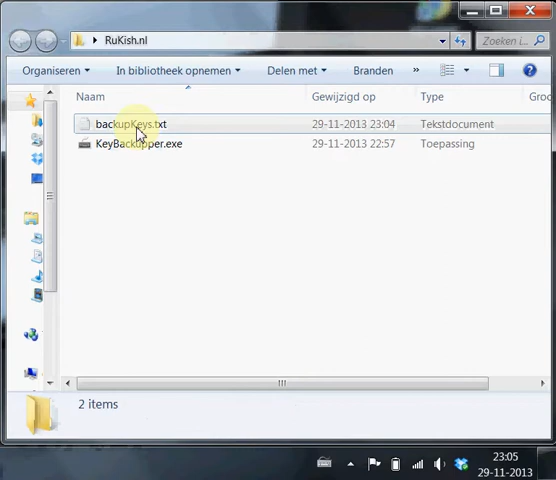 RuKish.nl
Zoeken i...
Organiseren
In bibliotheek opnemen
Delen met
Branden
»
Naam
Gewijzigd op
Type
Groo
backupKeys.txt
29-11-2013 23:04
Tekstdocument
KeyBackupper.exe
29-11-2013 22:57
Toepassing
2 items
23:05
29-11-2013